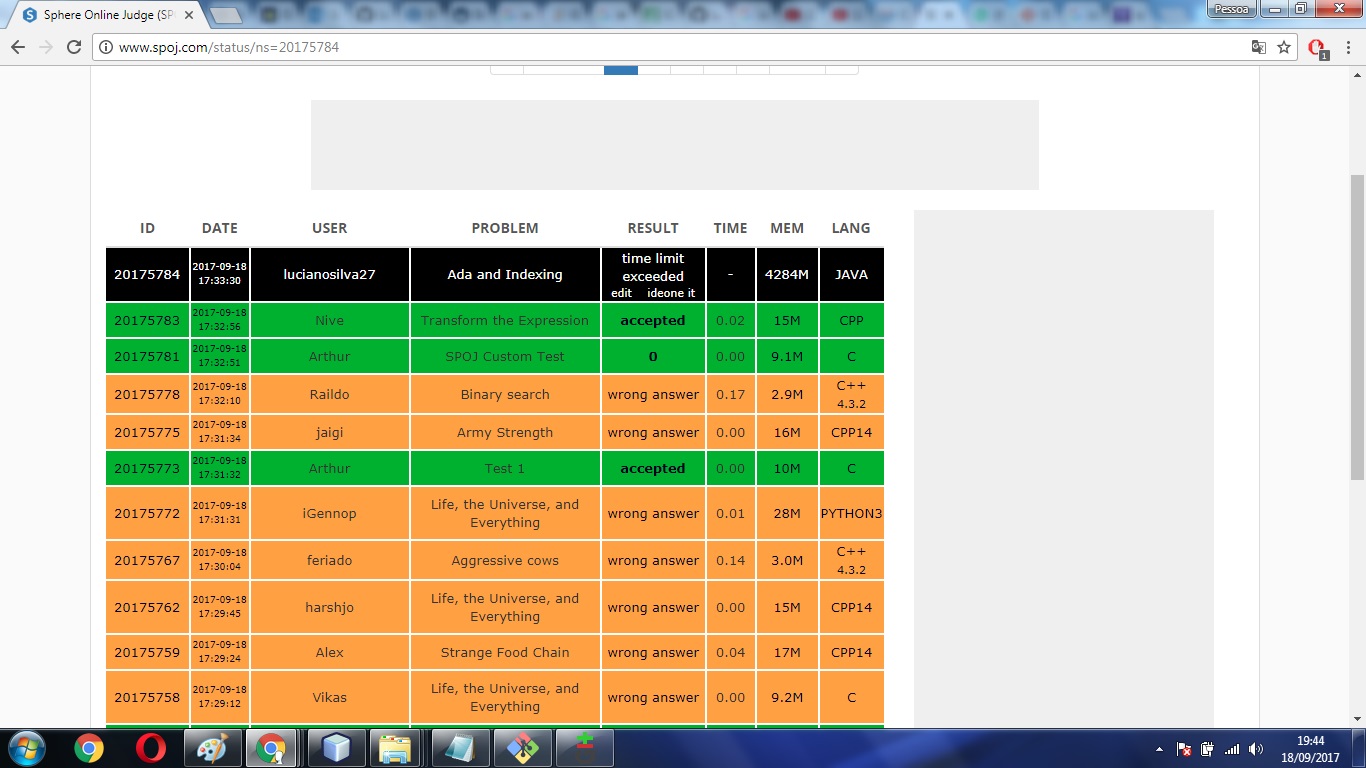 Sphere Online Judge (SP
Pessoa
www.spoj.com/status/ns=20175784
1
ID DATE USER PROBLEM RESULT TIME MEM LANG
20175784 2017-09-18 17:33:30 lucianosilva27 Ada and Indexing time limit exceeded edit ideone it - 4284M JAVA
20175783 2017-09-18 17:32:56 Nive Transform the Expression accepted 0.02 15M CPP
20175781 2017-09-18 17:32:51 Arthur SPOJ Custom Test 0 0.00 9.1M C
20175778 2017-09-18 17:32:10 Raildo Binary search wrong answer 0.17 2.9M C++ 4.3.2
20175775 2017-09-18 17:31:34 jaigi Army Strength wrong answer 0.00 16M CPP14
20175773 2017-09-18 17:31:32 Arthur Test 1 accepted 0.00 10M C
20175772 2017-09-18 17:31:31 iGennop Life, the Universe, and Everything wrong answer 0.01 28M PYTHON3
20175767 2017-09-18 17:30:04 feriado Aggressive cows wrong answer 0.14 3.0M C++ 4.3.2
20175762 2017-09-18 17:29:45 harshjo Life, the Universe, and Everything wrong answer 0.00 15M CPP14
20175759 2017-09-18 17:29:24 Alex Strange Food Chain wrong answer 0.04 17M CPP14
20175758 2017-09-18 17:29:12 Vikas Life, the Universe, and Everything wrong answer 0.00 9.2M C
19:44
18/09/2017